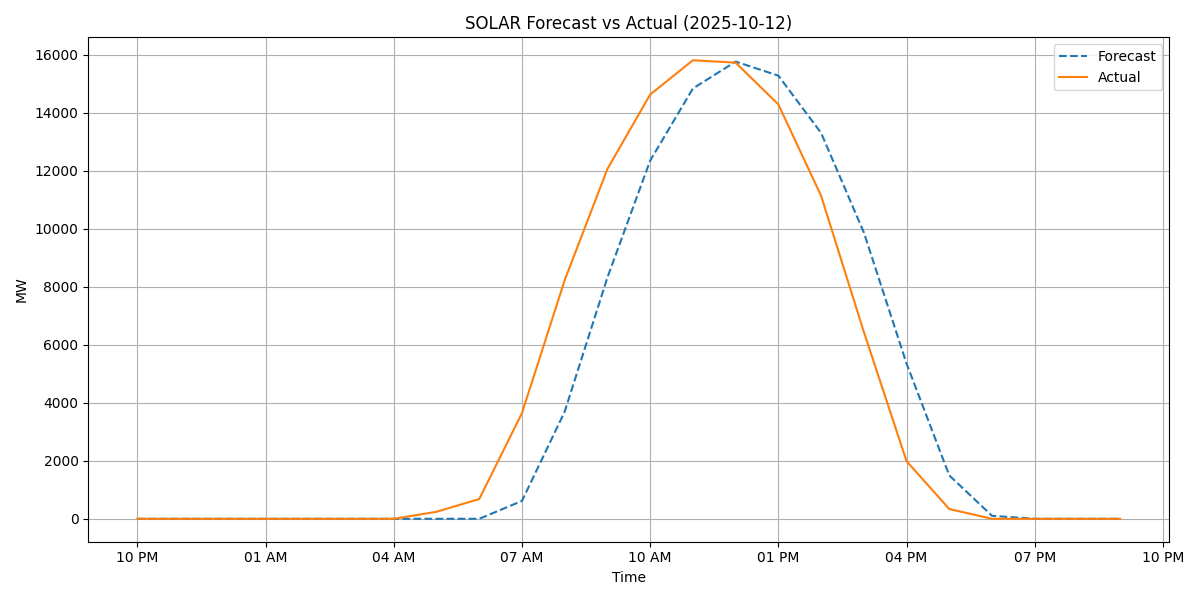 SOLAR Forecast vs Actual (2025-10-12)
Forecast
Actual
MW
16000
14000
12000
10000
8000
6000
4000
2000
0
10 PM 01 AM 04 AM 07 AM 10 AM 01 PM 04 PM 07 PM 10 PM
Time